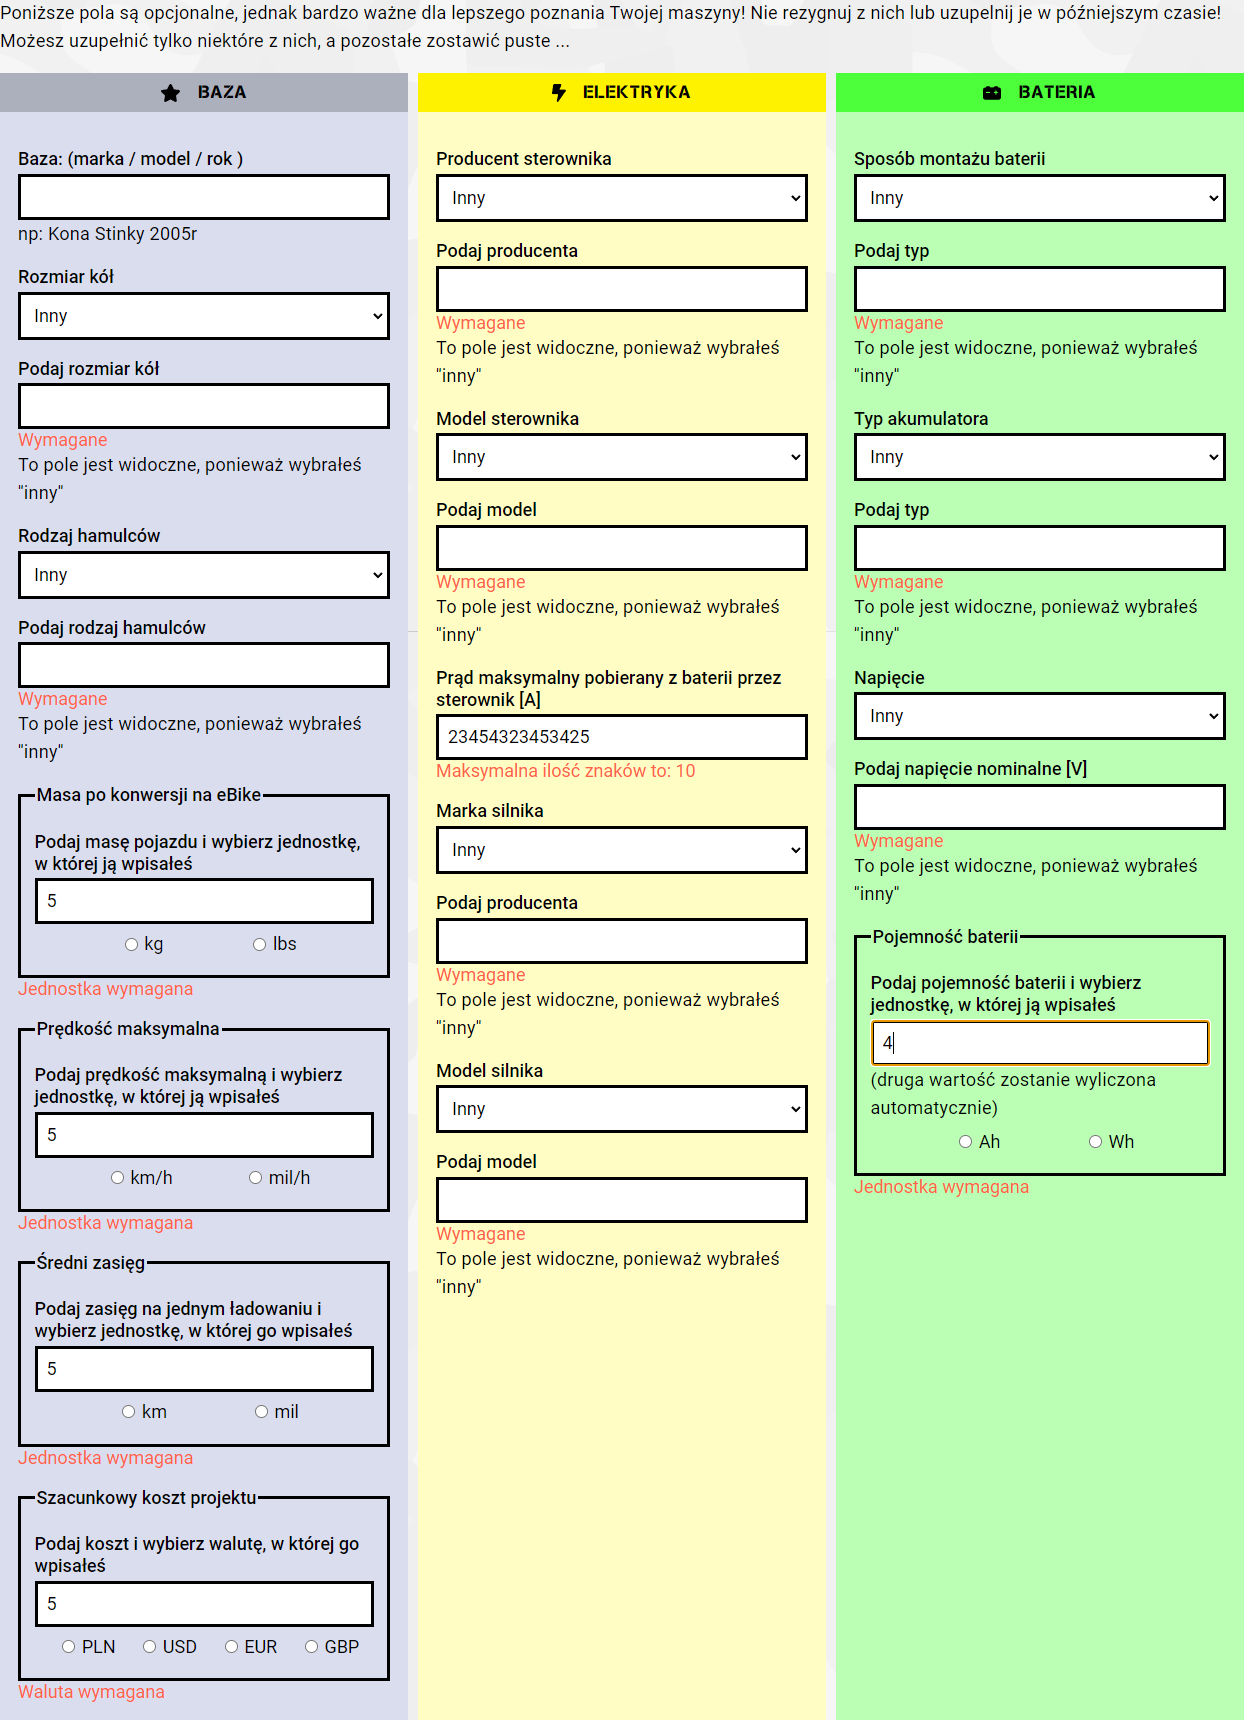 Poniższe pola są opcjonalne, jednak bardzo ważne dla lepszego poznania Twojej maszyny! Nie rezygnuj z nich lub uzupelnij je w późniejszym czasie!
Możesz uzupełnić tylko niektóre z nich, a pozostałe zostawić puste ...
BAZA
Baza: (marka / model / rok )
np: Kona Stinky 2005r
Rozmiar kół
Inny
Podaj rozmiar kół
Wymagane
To pole jest widoczne, ponieważ wybrałeś
"inny"
Rodzaj hamulców
Inny
Podaj rodzaj hamulców
Wymagane
To pole jest widoczne, ponieważ wybrałeś
"inny"
Masa po konwersji na eBike
Podaj masę pojazdu i wybierz jednostkę,
w której ją wpisałeś
5
kg lbs
Jednostka wymagana
Prędkość maksymalna
Podaj prędkość maksymalną i wybierz
jednostkę, w której ją wpisałeś
5
km/h mil/h
Jednostka wymagana
Średni zasięg
Podaj zasięg na jednym ładowaniu i
wybierz jednostkę, w której go wpisałeś
5
km mil
Jednostka wymagana
Szacunkowy koszt projektu
Podaj koszt i wybierz walutę, w której go
wpisałeś
5
PLN USD EUR GBP
Waluta wymagana
ELEKTRYKA
Producent sterownika
Inny
Podaj producenta
Wymagane
To pole jest widoczne, ponieważ wybrałeś
"inny"
Model sterownika
Inny
Podaj model
Wymagane
To pole jest widoczne, ponieważ wybrałeś
"inny"
Prąd maksymalny pobierany z baterii przez
sterownik [A]
23454323453425
Maksymalna ilość znaków to: 10
Marka silnika
Inny
Podaj producenta
Wymagane
To pole jest widoczne, ponieważ wybrałeś
"inny"
Model silnika
Inny
Podaj model
Wymagane
To pole jest widoczne, ponieważ wybrałeś
"inny"
BATERIA
Sposób montażu baterii
Inny
Podaj typ
Wymagane
To pole jest widoczne, ponieważ wybrałeś
"inny"
Typ akumulatora
Inny
Podaj typ
Wymagane
To pole jest widoczne, ponieważ wybrałeś
"inny"
Napięcie
Inny
Podaj napięcie nominalne [V]
Wymagane
To pole jest widoczne, ponieważ wybrałeś
"inny"
Pojemność baterii
Podaj pojemność baterii i wybierz
jednostkę, w której ją wpisałeś
4
(druga wartość zostanie wyliczona
automatycznie)
Ah Wh
Jednostka wymagana